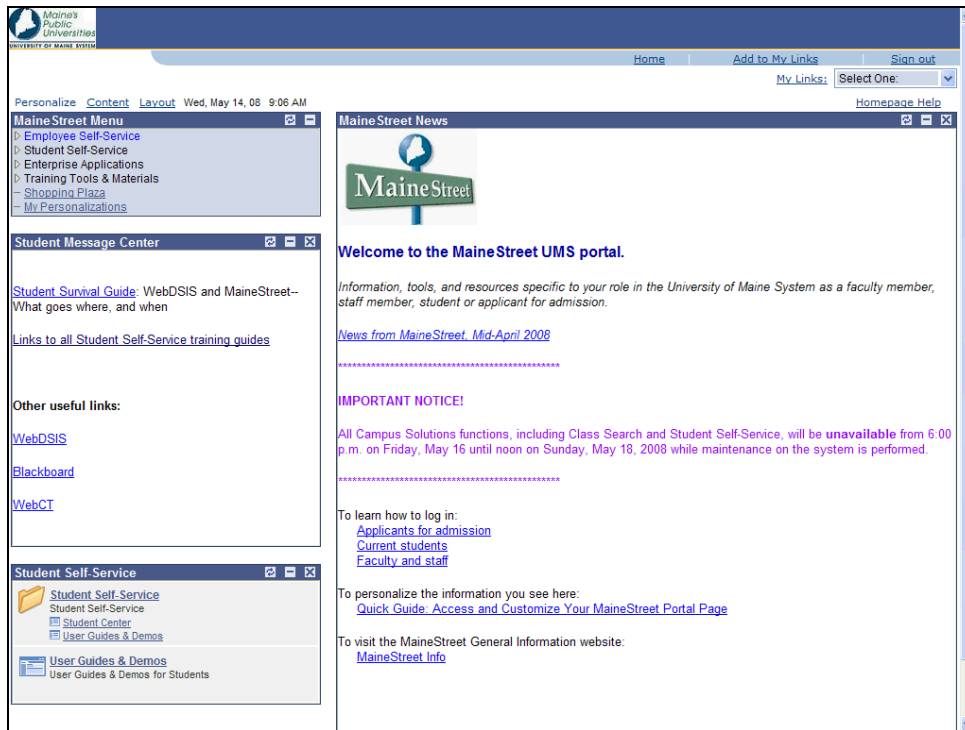 Maine's
Public
Universities
UNIVERSITY OF MAINE SYSTEM
Home Add to My Links Sign out
My Links: Select One:
Personalize Content Layout Wed, May 14, 08 9:06 AM Homepage Help
MaineStreet Menu
Employee Self-Service
Student Self-Service
Enterprise Applications
Training Tools & Materials
– Shopping Plaza
– My Personalizations
Student Message Center
Student Survival Guide: WebDSIS and MaineStreet--
What goes where, and when
Links to all Student Self-Service training guides
Other useful links:
WebDSIS
Blackboard
WebCT
Student Self-Service
Student Self-Service
Student Self-Service
Student Center
User Guides & Demos
User Guides & Demos
User Guides & Demos for Students
MaineStreet News
MaineStreet
Welcome to the MaineStreet UMS portal.
Information, tools, and resources specific to your role in the University of Maine System as a faculty member,
staff member, student or applicant for admission.
News from MaineStreet, Mid-April 2008
***********************************************
IMPORTANT NOTICE!
All Campus Solutions functions, including Class Search and Student Self-Service, will be unavailable from 6:00
p.m. on Friday, May 16 until noon on Sunday, May 18, 2008 while maintenance on the system is performed.
***********************************************
To learn how to log in:
Applicants for admission
Current students
Faculty and staff
To personalize the information you see here:
Quick Guide: Access and Customize Your MaineStreet Portal Page
To visit the MaineStreet General Information website:
MaineStreet Info